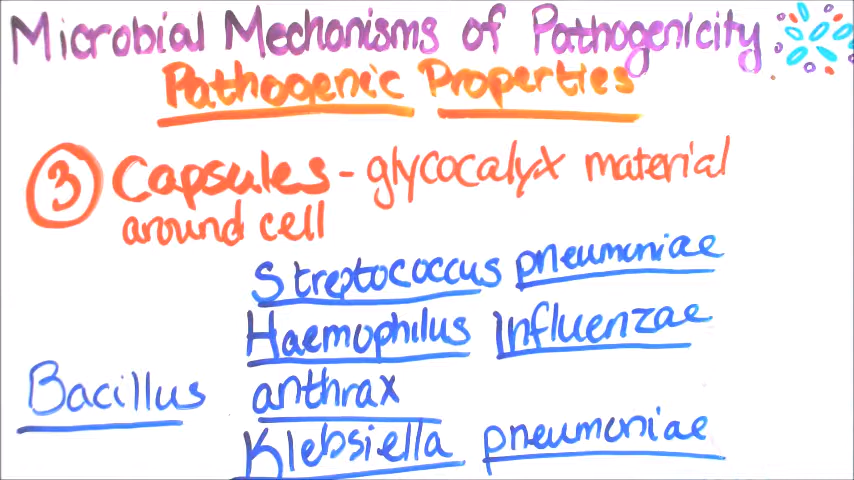 Microbial Mechanisms of Pathogenicity
Pathogenic Properties
3 Capsules - glycocalyx material
around cell
Streptococcus pneumoniae
Haemophilus Influenzae
Bacillus anthrax
Klebsiella pneumoniae